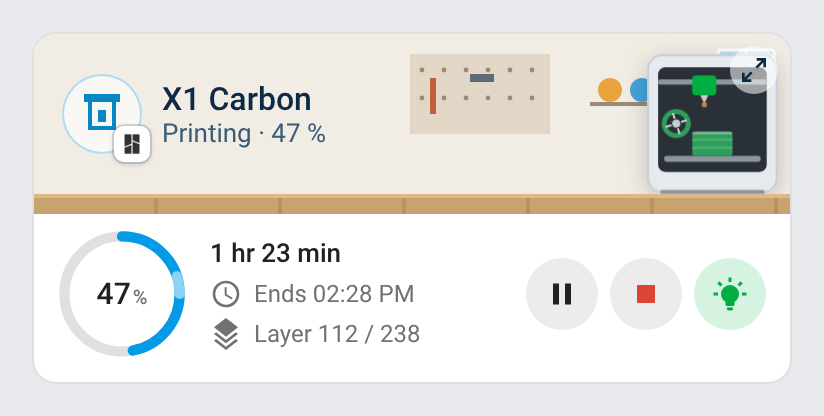 X1 Carbon
Printing · 47 %
47%
1 hr 23 min
Ends 02:28 PM
Layer 112 / 238